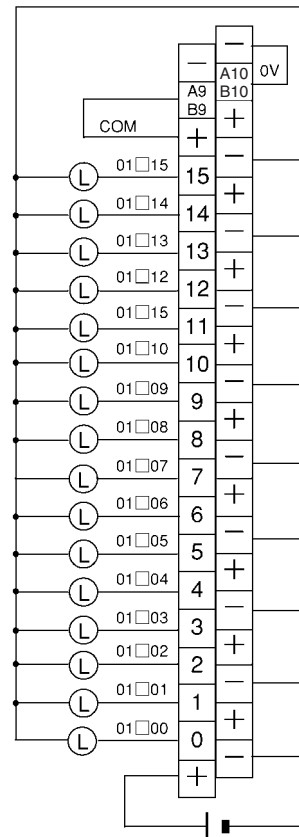 −
− A10 0V
A9 B10
B9 +
COM +
−
L 01□15 15
+
L 01□14 14
−
L 01□13 13
+
L 01□12 12
−
L 01□15 11
+
L 01□10 10
−
L 01□09 9
+
L 01□08 8
−
L 01□07 7
+
L 01□06 6
−
L 01□05 5
+
L 01□04 4
−
L 01□03 3
+
L 01□02 2
−
L 01□01 1
+
L 01□00 0
−
+